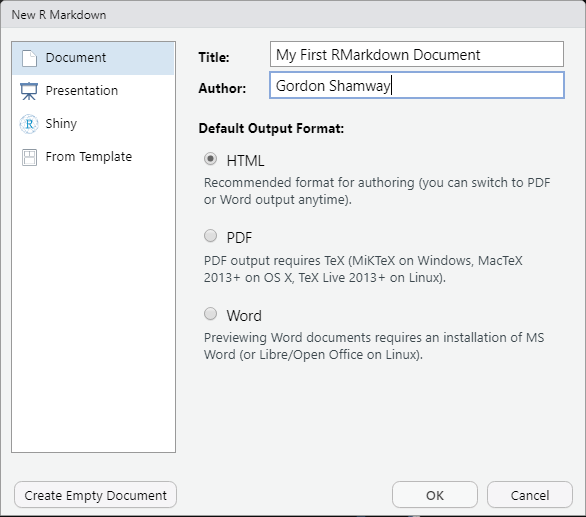 New R Markdown
Document
Presentation
Shiny
From Template
Title:
My First RMarkdown Document
Author:
Gordon Shamway
Default Output Format:
HTML
Recommended format for authoring (you can switch to PDF
or Word output anytime).
PDF
PDF output requires TeX (MiKTeX on Windows, MacTeX
2013+ on OS X, TeX Live 2013+ on Linux).
Word
Previewing Word documents requires an installation of MS
Word (or Libre/Open Office on Linux).
Create Empty Document
OK
Cancel